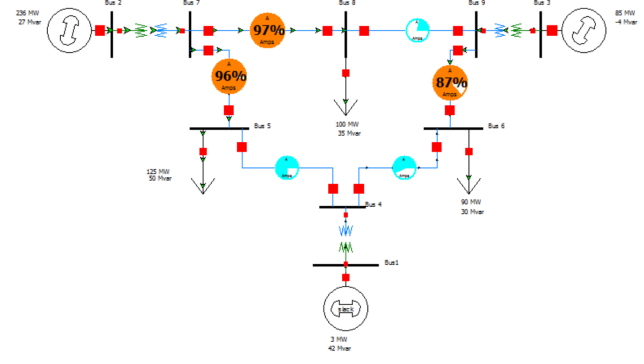 Bus 2
Bus 7
Bus 8
Bus 9
Bus 3
236 MW
27 Mvar
85 MW
-4 Mvar
A
97%
Amps
A
Amps
A
96%
Amps
A
87%
Amps
100 MW
35 Mvar
Bus 5
Bus 6
125 MW
50 Mvar
A
Amps
A
Amps
90 MW
30 Mvar
Bus 4
Bus1
slack
3 MW
42 Mvar